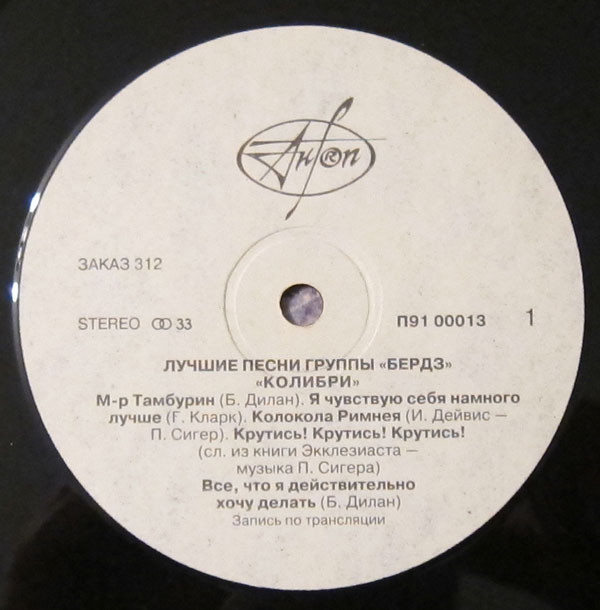 АнTроп
ЗАКАЗ 312
STEREO 33 П91 00013 1
ЛУЧШИЕ ПЕСНИ ГРУППЫ «БЕРДЗ»
«КОЛИБРИ»
М-р Тамбурин (Б. Дилан). Я чувствую себя намного
лучше (Г. Кларк). Колокола Римнея (И. Дейвис —
П. Сигер). Крутись! Крутись! Крутись!
(сл. из книги Экклезиаста —
музыка П. Сигера)
Все, что я действительно
хочу делать (Б. Дилан)
Запись по трансляции